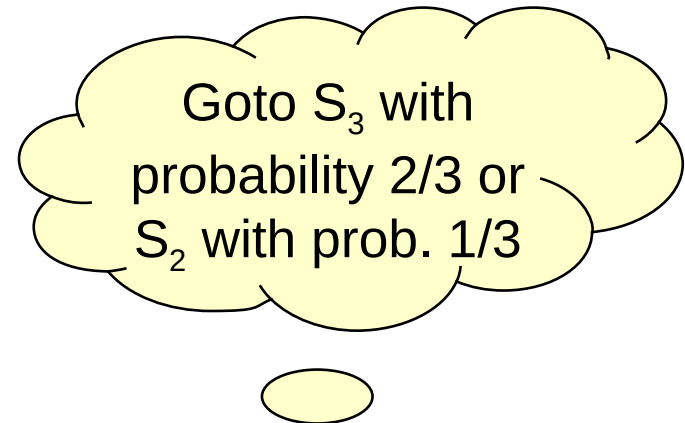 Goto S₃ with
probability 2/3 or
S₂ with prob. 1/3